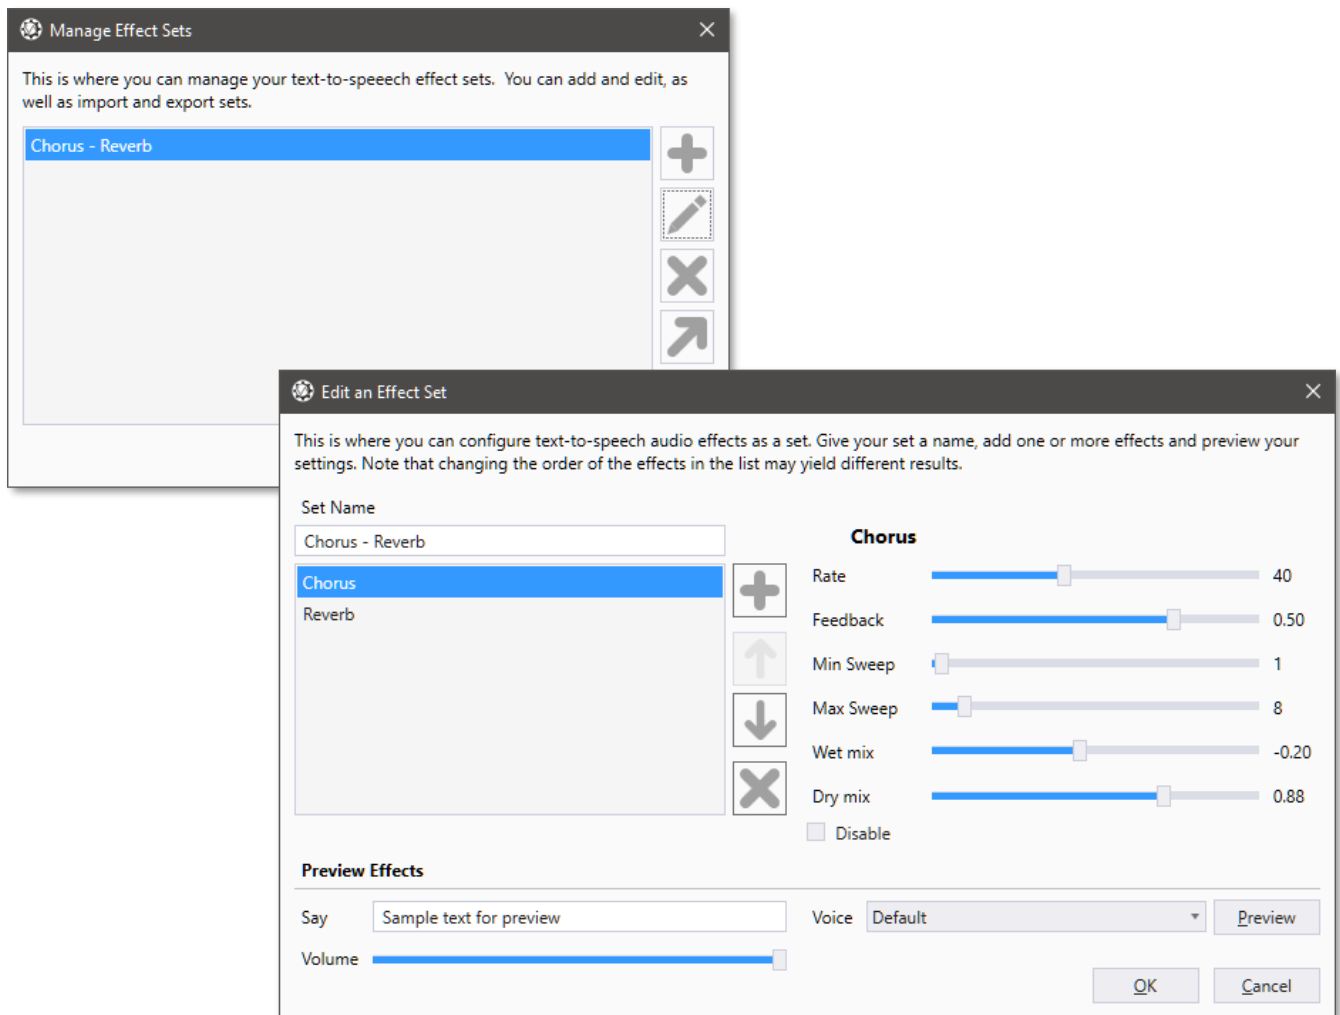 Manage Effect Sets
This is where you can manage your text-to-speeech effect sets.  You can add and edit, as
well as import and export sets.
Chorus - Reverb
Edit an Effect Set
This is where you can configure text-to-speech audio effects as a set. Give your set a name, add one or more effects and preview your
settings. Note that changing the order of the effects in the list may yield different results.
Set Name
Chorus - Reverb
Chorus
Reverb
Chorus
Rate 40
Feedback 0.50
Min Sweep 1
Max Sweep 8
Wet mix -0.20
Dry mix 0.88
Disable
Preview Effects
Say Sample text for preview
Voice Default Preview
Volume
OK Cancel